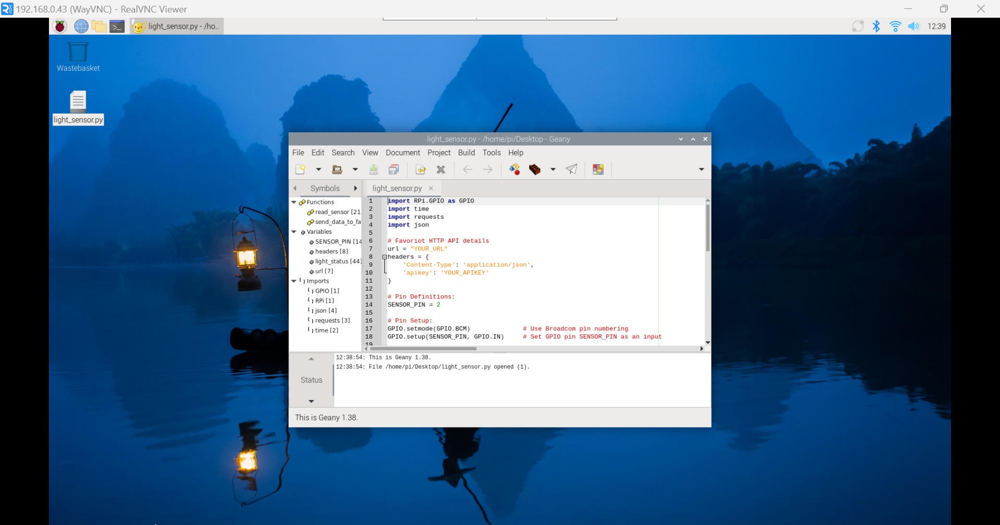 192.168.0.43 (WayVNC) - RealVNC Viewer
light_sensor.py - /ho..
12:39
Wastebasket
light_sensor.py
light_sensor.py - /home/pi/Desktop - Geany
File Edit Search View Document Project Build Tools Help
Symbols
light_sensor.py
Functions
read_sensor [21
send_data_to_fa
Variables
SENSOR_PIN [14
headers [8]
light_status [44]
url [7]
Imports
GPIO [1]
RPi [1]
json [4]
requests [3]
time [2]
1 import RPi.GPIO as GPIO
2 import time
3 import requests
4 import json
5
6 # Favoriot HTTP API details
7 url = "YOUR_URL"
8 headers = {
9     'Content-Type': 'application/json',
10     'apikey': 'YOUR_APIKEY'
11 }
12
13 # Pin Definitions:
14 SENSOR_PIN = 2
15
16 # Pin Setup:
17 GPIO.setmode(GPIO.BCM) # Use Broadcom pin numbering
18 GPIO.setup(SENSOR_PIN, GPIO.IN) # Set GPIO pin SENSOR_PIN as an input
19
Status
12:38:54: This is Geany 1.38.
12:38:54: File /home/pi/Desktop/light_sensor.py opened (1).
This is Geany 1.38.